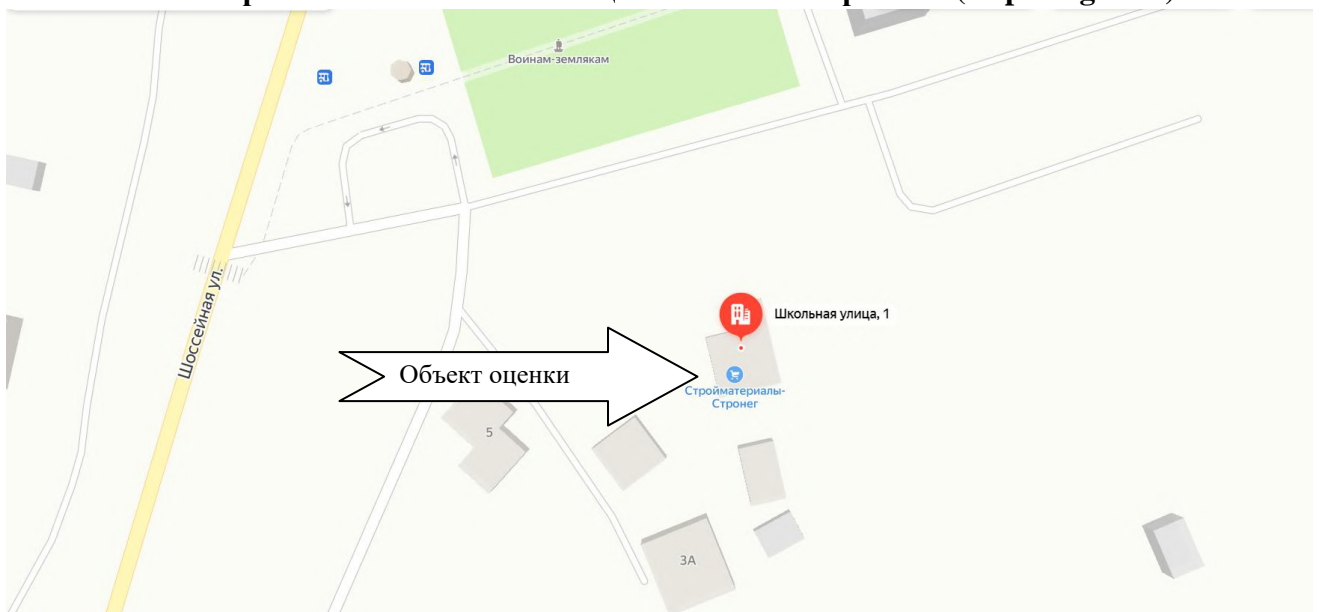 Воинам-землякам
Шоссейная ул.
Школьная улица, 1
Объект оценки
Стройматериалы-
Стронег
5
3А